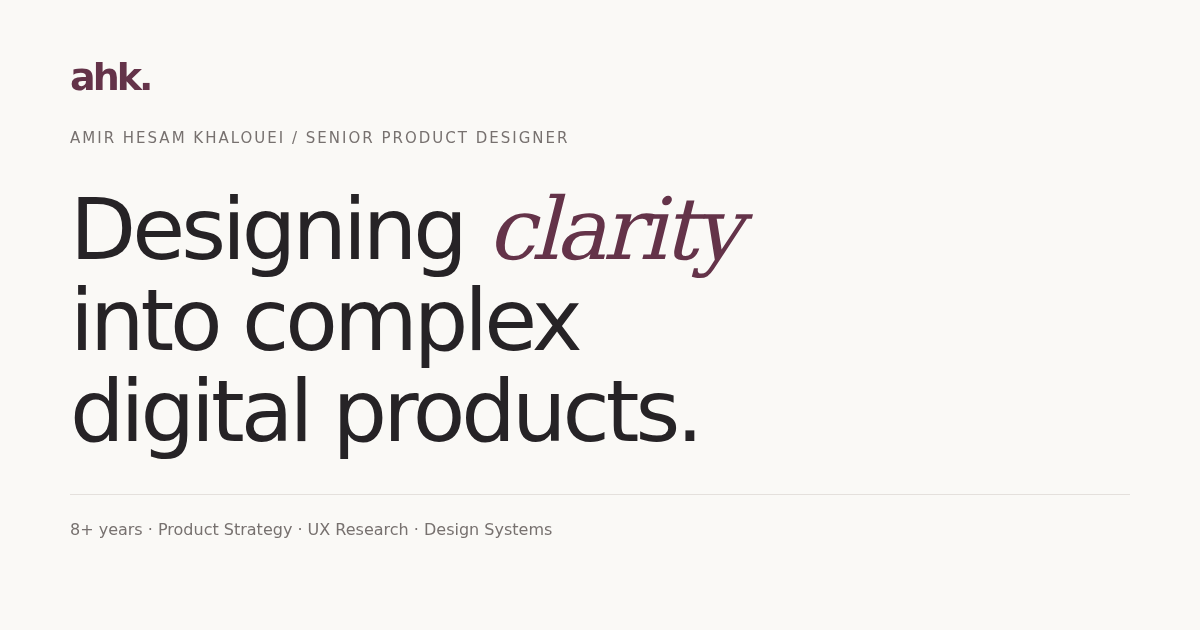 ahk.
AMIR HESAM KHALOUEI / SENIOR PRODUCT DESIGNER
Designing clarity
into complex
digital products.
8+ years · Product Strategy · UX Research · Design Systems